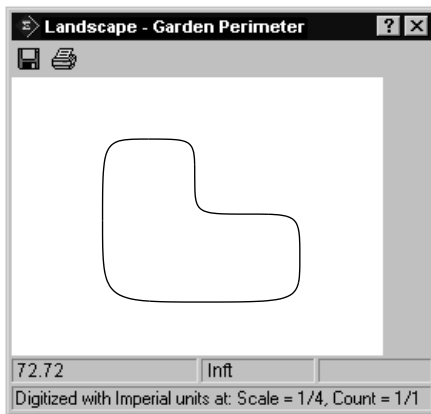 Landscape - Garden Perimeter
72.72 lnft
Digitized with Imperial units at: Scale = 1/4, Count = 1/1